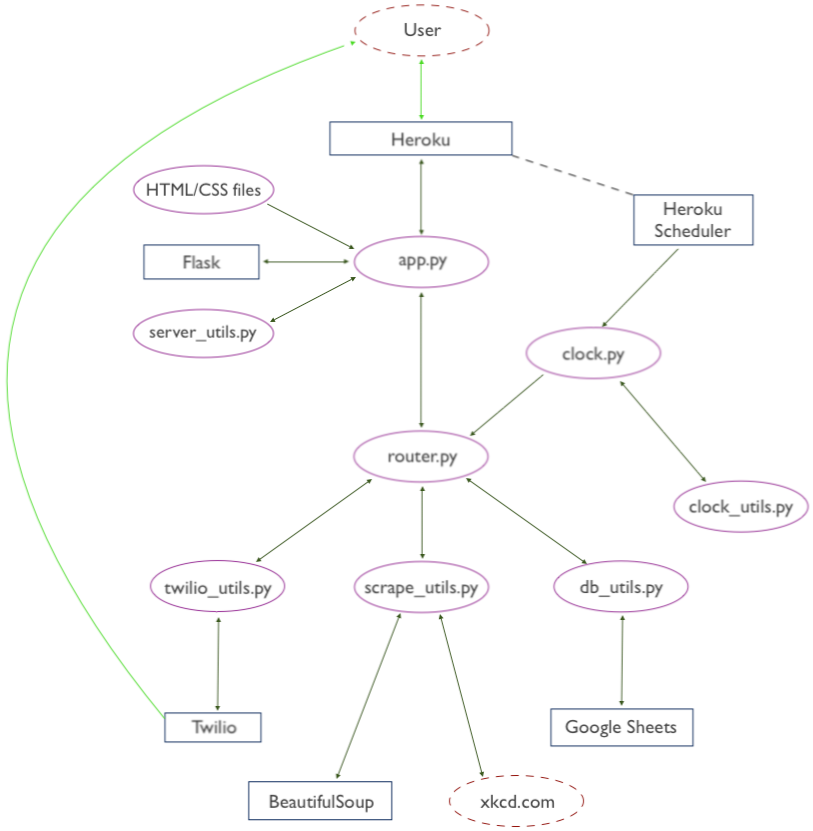 User
Heroku
HTML/CSS files
Heroku
Scheduler
Flask
app.py
server_utils.py
clock.py
router.py
clock_utils.py
twilio_utils.py
scrape_utils.py
db_utils.py
Twilio
Google Sheets
BeautifulSoup
xkcd.com